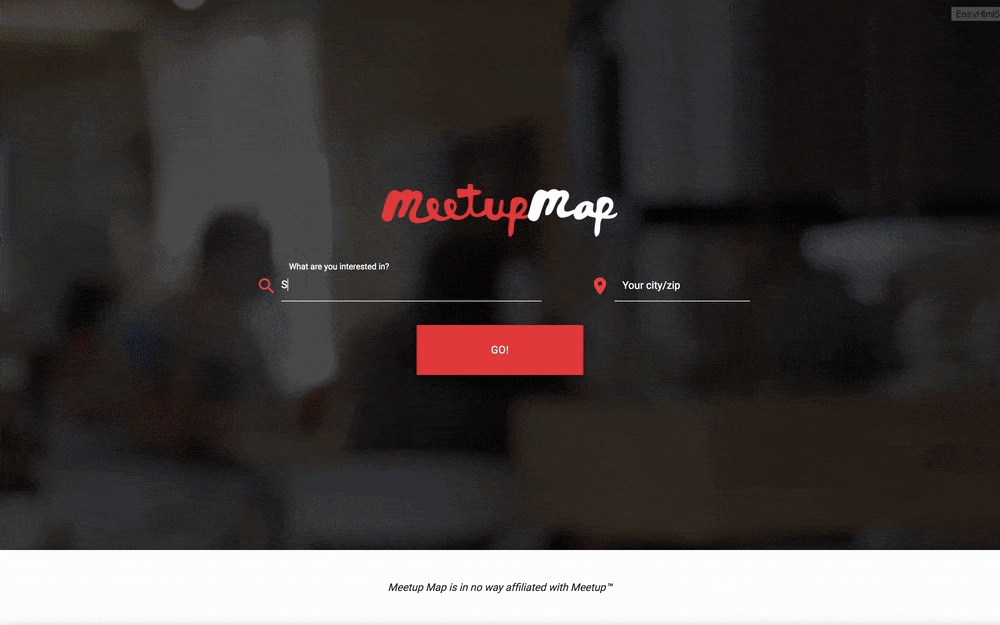 EasyHtml5
meetupMap
What are you interested in?
S
Your city/zip
GO!
Meetup Map is in no way affiliated with Meetup™